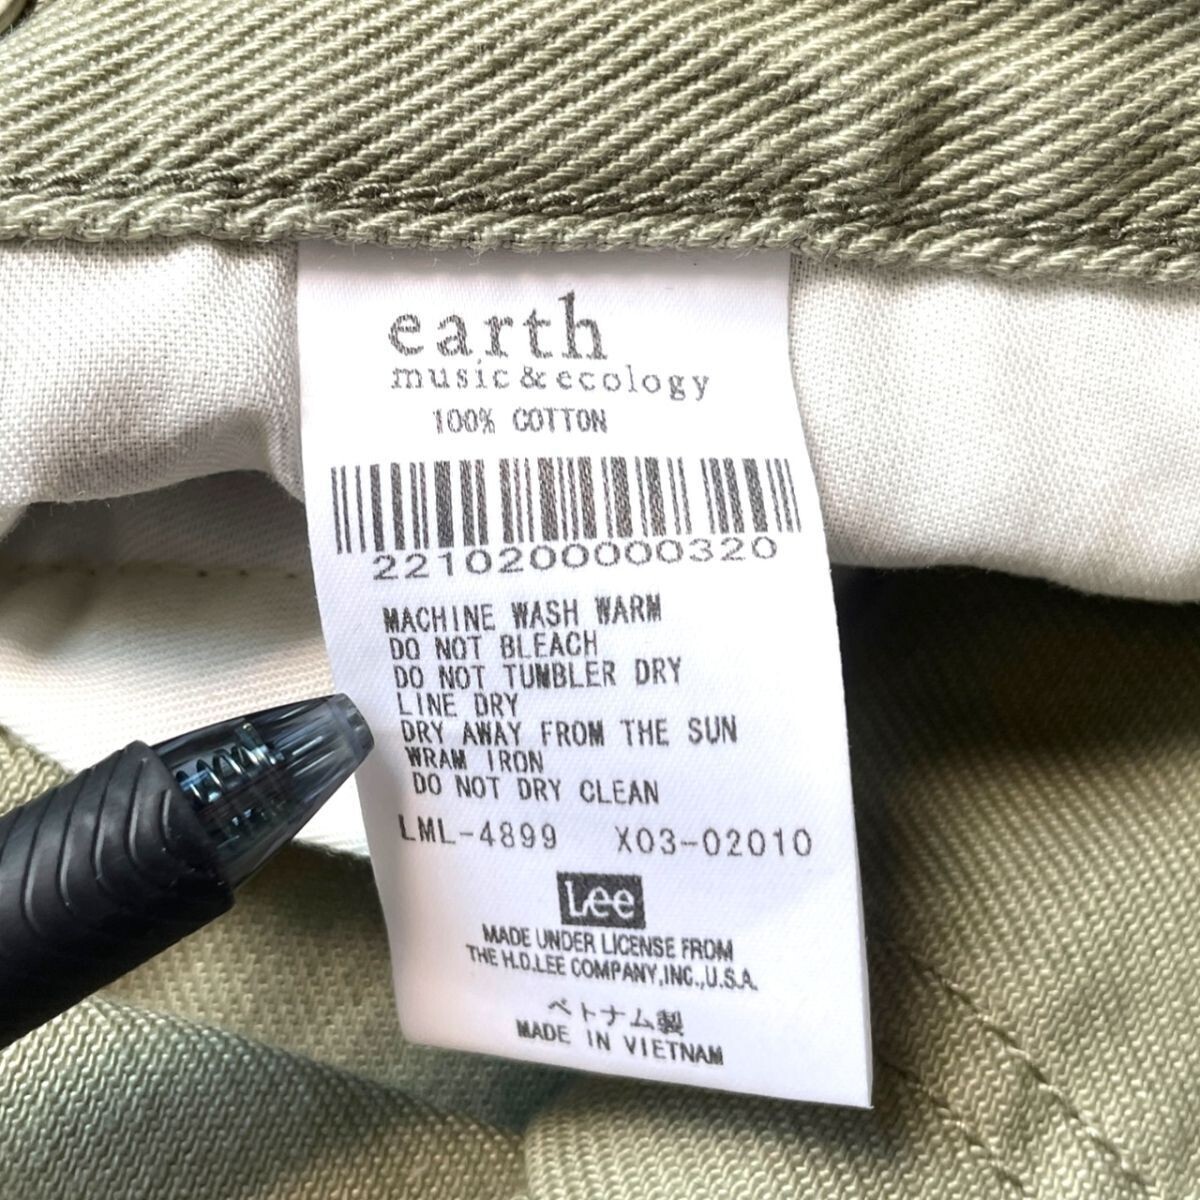 earth
music & ecology
100% COTTON
2210200000320
MACHINE WASH WARM
DO NOT BLEACH
DO NOT TUMBLER DRY
LINE DRY
DRY AWAY FROM THE SUN
WRAM IRON
DO NOT DRY CLEAN
LML-4899 X03-02010
Lee
MADE UNDER LICENSE FROM
THE H.D.LEE COMPANY,INC.,U.S.A.
ベトナム製
MADE IN VIETNAM